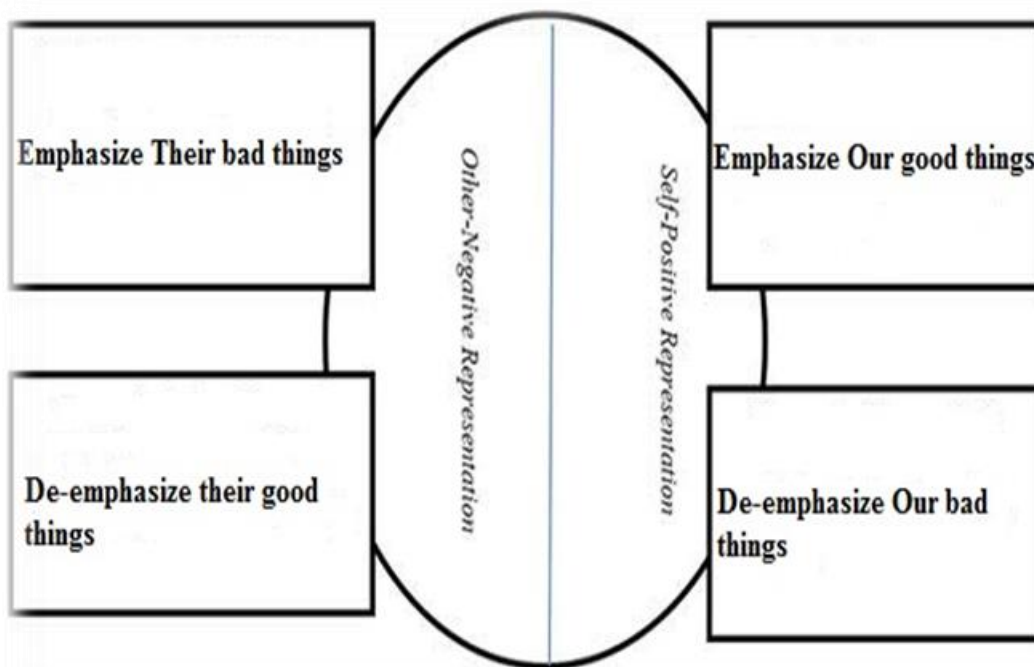 Emphasize Their bad things
Emphasize Our good things
Other-Negative Representation
Self-Positive Representation
De-emphasize their good
things
De-emphasize Our bad
things